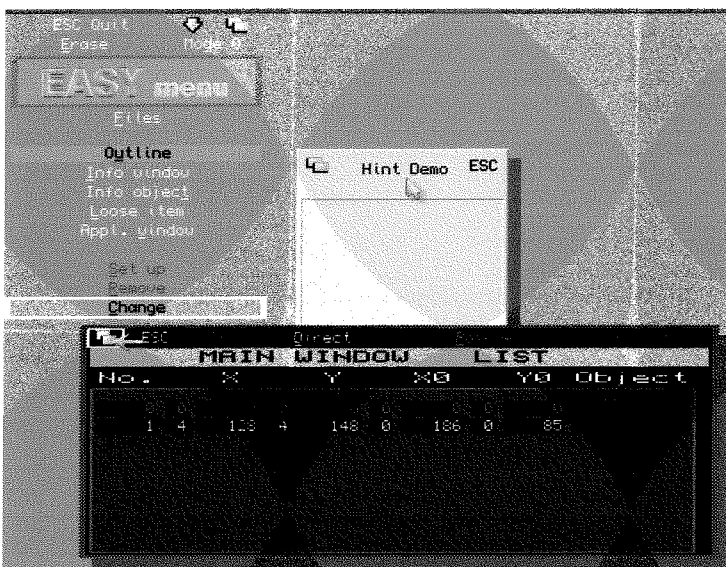 ESC Quit
Erase Mode 0
EASY menu
Files
Outline
Info window
Info object
Loose item
Appl. window
Set up
Remove
Change
Hint Demo ESC
ESC Direct
MAIN WINDOW LIST
No. X Y X0 Y0 Object
1 4 128 4 148 0 186 0 85